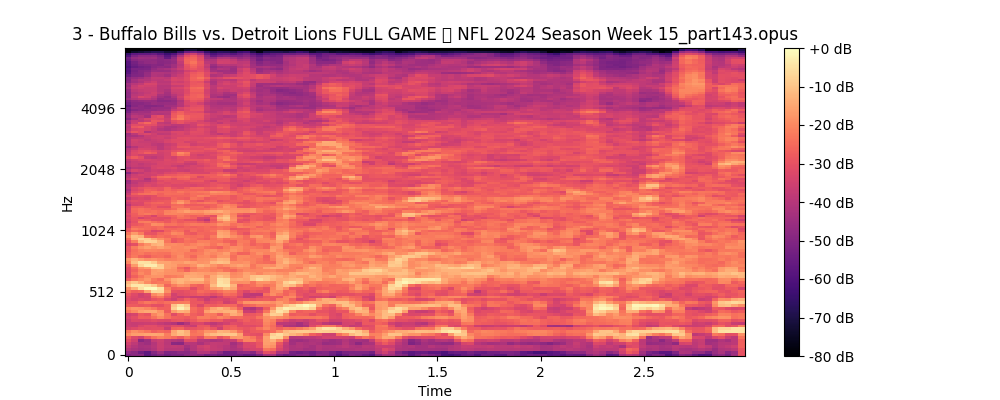 3 - Buffalo Bills vs. Detroit Lions FULL GAME ▯ NFL 2024 Season Week 15_part143.opus
+0 dB
4096
-10 dB
-20 dB
2048
-30 dB
Hz
-40 dB
1024
-50 dB
512
-60 dB
-70 dB
0
-80 dB
0 0.5 1 1.5 2 2.5
Time